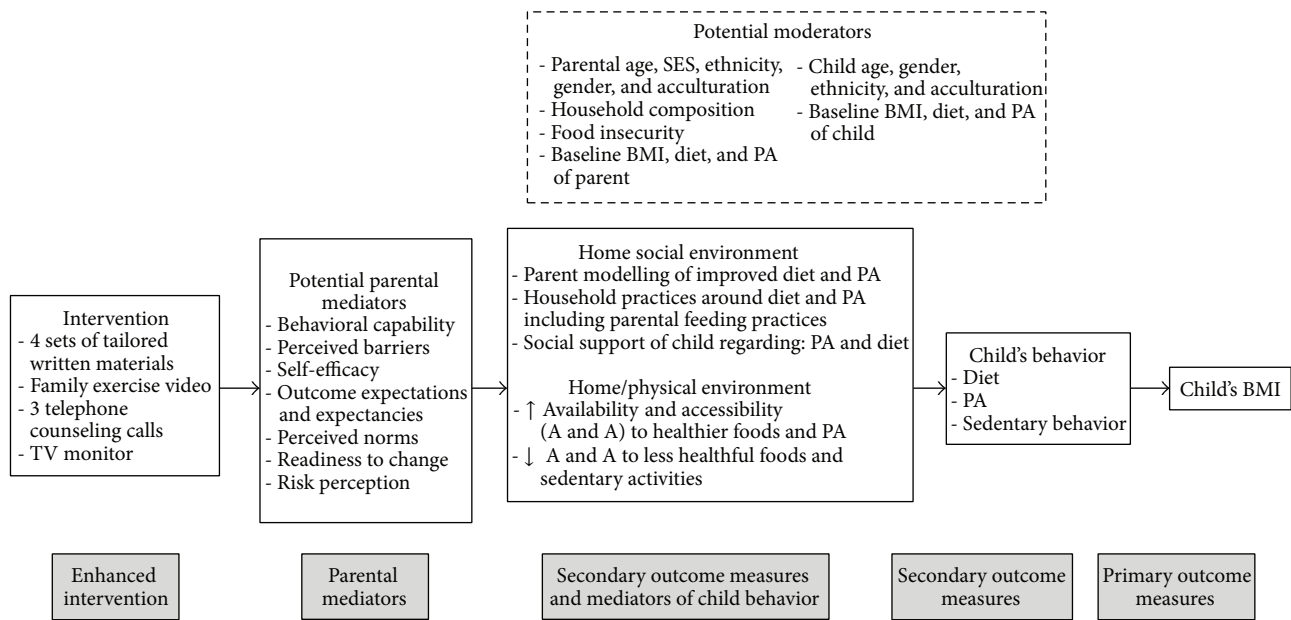 Potential moderators
- Parental age, SES, ethnicity,
gender, and acculturation
- Household composition
- Food insecurity
- Baseline BMI, diet, and PA
of parent
- Child age, gender,
ethnicity, and acculturation
- Baseline BMI, diet, and PA
of child
Intervention
- 4 sets of tailored
written materials
- Family exercise video
- 3 telephone
counseling calls
- TV monitor
Potential parental
mediators
- Behavioral capability
- Perceived barriers
- Self-efficacy
- Outcome expectations
and expectancies
- Perceived norms
- Readiness to change
- Risk perception
Home social environment
- Parent modelling of improved diet and PA
- Household practices around diet and PA
including parental feeding practices
- Social support of child regarding: PA and diet
Home/physical environment
- ↑ Availability and accessibility
(A and A) to healthier foods and PA
- ↓ A and A to less healthful foods and
sedentary activities
Child's behavior
- Diet
- PA
- Sedentary behavior
Child's BMI
Enhanced
intervention
Parental
mediators
Secondary outcome measures
and mediators of child behavior
Secondary outcome
measures
Primary outcome
measures